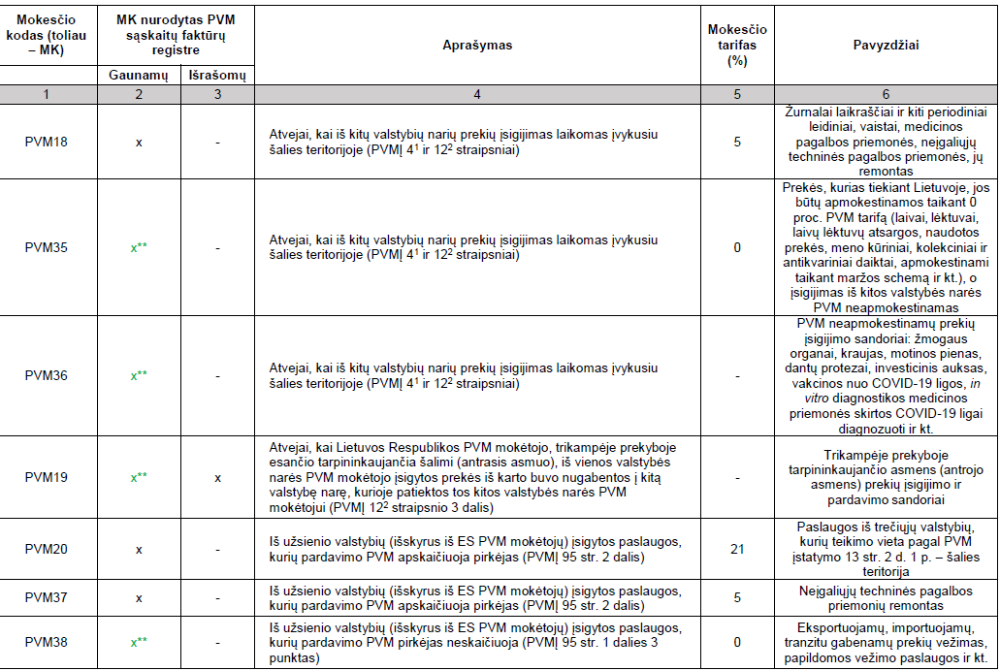 Mokesčio
kodas (toliau
– MK)
MK nurodytas PVM
sąskaitų faktūrų
registre
Aprašymas
Mokesčio
tarifas
(%)
Pavyzdžiai
Gaunamų
Išrašomų
1
2
3
4
5
6
PVM18
x
-
Atvejai, kai iš kitų valstybių narių prekių įsigijimas laikomas įvykusiu
šalies teritorijoje (PVMĮ 4¹ ir 12² straipsniai)
5
Žurnalai laikraščiai ir kiti periodiniai
leidiniai, vaistai, medicinos
pagalbos priemonės, neįgaliųjų
techninės pagalbos priemonės, jų
remontas
PVM35
x**
-
Atvejai, kai iš kitų valstybių narių prekių įsigijimas laikomas įvykusiu
šalies teritorijoje (PVMĮ 4¹ ir 12² straipsniai)
0
Prekės, kurias tiekiant Lietuvoje, jos
būtų apmokestinamos taikant 0
proc. PVM tarifą (laivai, lėktuvai,
laivų lėktuvų atsargos, naudotos
prekės, meno kūriniai, kolekciniai ir
antikvariniai daiktai, apmokestinami
taikant maržos schemą ir kt.), o
įsigijimas iš kitos valstybės narės
PVM neapmokestinamas
PVM36
x**
-
Atvejai, kai iš kitų valstybių narių prekių įsigijimas laikomas įvykusiu
šalies teritorijoje (PVMĮ 4¹ ir 12² straipsniai)
-
PVM neapmokestinamų prekių
įsigijimo sandoriai: žmogaus
organai, kraujas, motinos pienas,
dantų protezai, investicinis auksas,
vakcinos nuo COVID-19 ligos, in
vitro diagnostikos medicinos
priemonės skirtos COVID-19 ligai
diagnozuoti ir kt.
PVM19
x**
x
Atvejai, kai Lietuvos Respublikos PVM mokėtojo, trikampėje prekyboje
esančio tarpininkaujančia šalimi (antrasis asmuo), iš vienos valstybės
narės PVM mokėtojo įsigytos prekės iš karto buvo nugabentos į kitą
valstybę narę, kurioje patiektos tos kitos valstybės narės PVM
mokėtojui (PVMĮ 12² straipsnio 3 dalis)
-
Trikampėje prekyboje
tarpininkaujančio asmens (antrojo
asmens) prekių įsigijimo ir
pardavimo sandoriai
PVM20
x
-
Iš užsienio valstybių (išskyrus iš ES PVM mokėtojų) įsigytos paslaugos,
kurių pardavimo PVM apskaičiuoja pirkėjas (PVMĮ 95 str. 2 dalis)
21
Paslaugos iš trečiųjų valstybių,
kurių teikimo vieta pagal PVM
įstatymo 13 str. 2 d. 1 p. – šalies
teritorija
PVM37
x
-
Iš užsienio valstybių (išskyrus iš ES PVM mokėtojų) įsigytos paslaugos,
kurių pardavimo PVM apskaičiuoja pirkėjas (PVMĮ 95 str. 2 dalis)
5
Neįgaliųjų techninės pagalbos
priemonių remontas
PVM38
x**
-
Iš užsienio valstybių (išskyrus iš ES PVM mokėtojų) įsigytos paslaugos,
kurių pardavimo PVM pirkėjas neskaičiuoja (PVMĮ 95 str. 1 dalies 3
punktas)
0
Eksportuojamų, importuojamų,
tranzitu gabenamų prekių vežimas,
papildomos vežimo paslaugos ir kt.